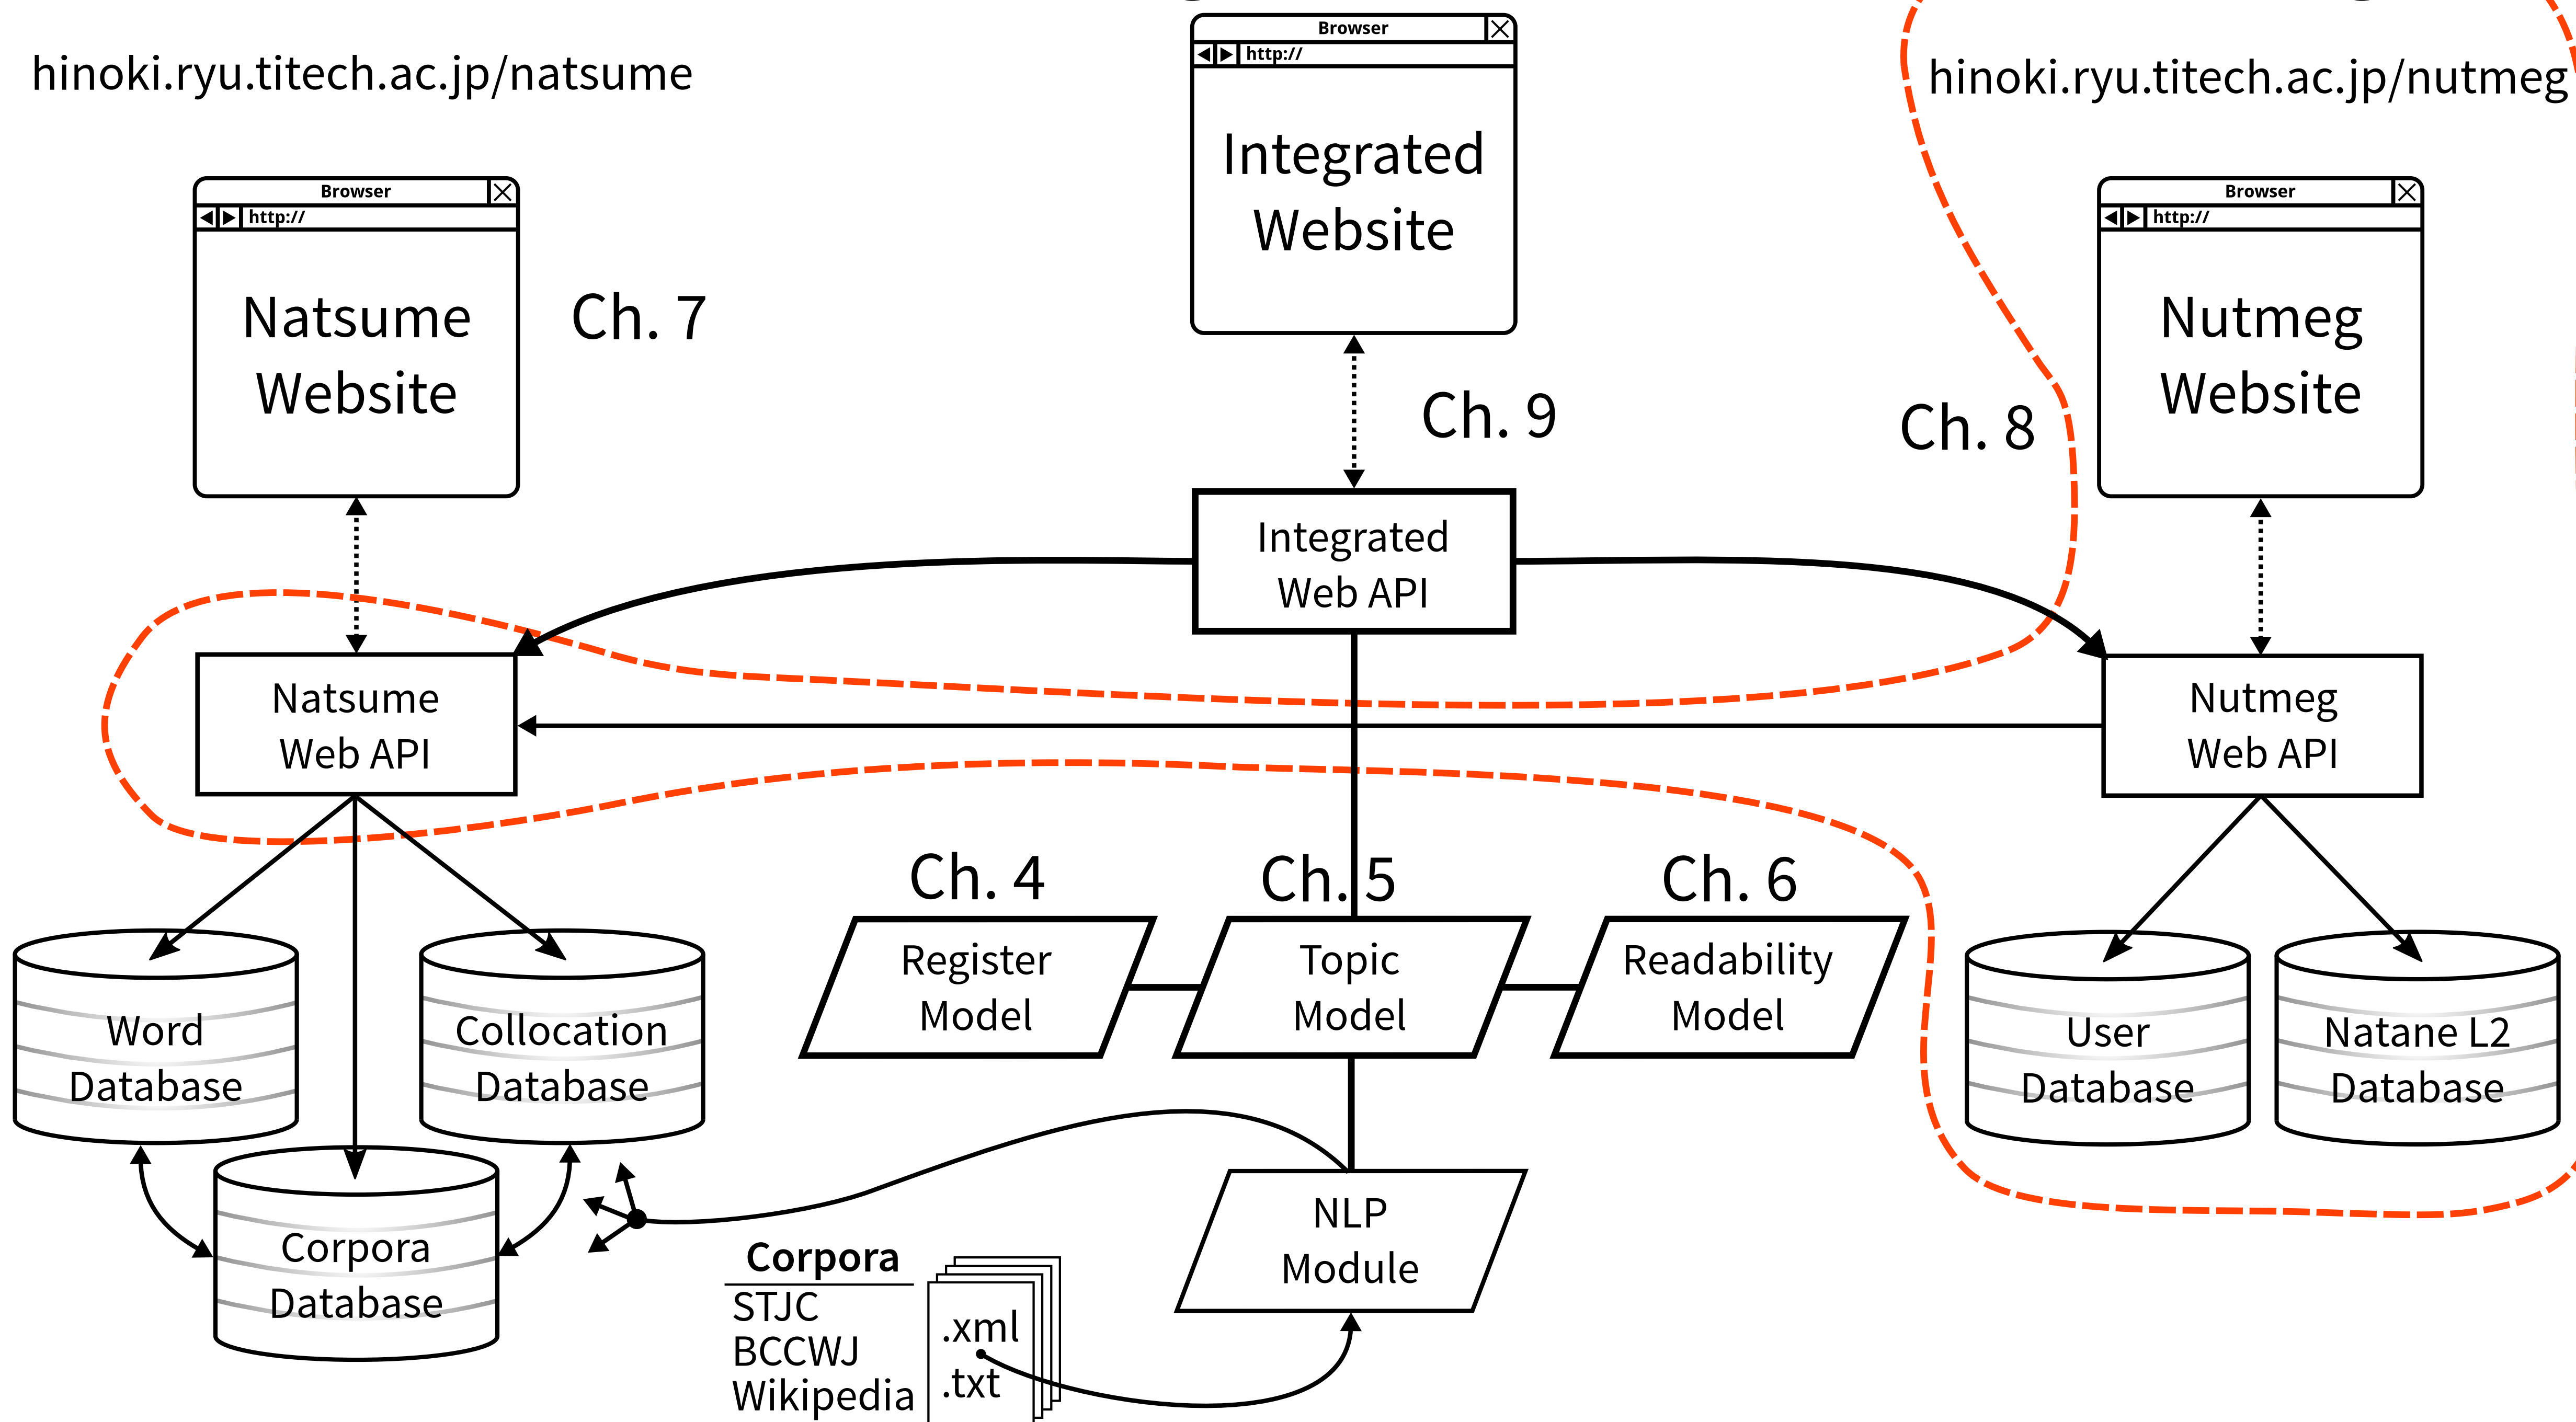 hinoki.ryu.titech.ac.jp/natsume
Browser
http://
Natsume
Website
Ch. 7
Browser
http://
Integrated
Website
Ch. 9
hinoki.ryu.titech.ac.jp/nutmeg
Browser
http://
Nutmeg
Website
Ch. 8
Integrated
Web API
Natsume
Web API
Nutmeg
Web API
Ch. 4
Ch. 5
Ch. 6
Register
Model
Topic
Model
Readability
Model
Word
Database
Collocation
Database
Corpora
Database
User
Database
Natane L2
Database
NLP
Module
Corpora
STJC
BCCWJ
Wikipedia
.xml
.txt